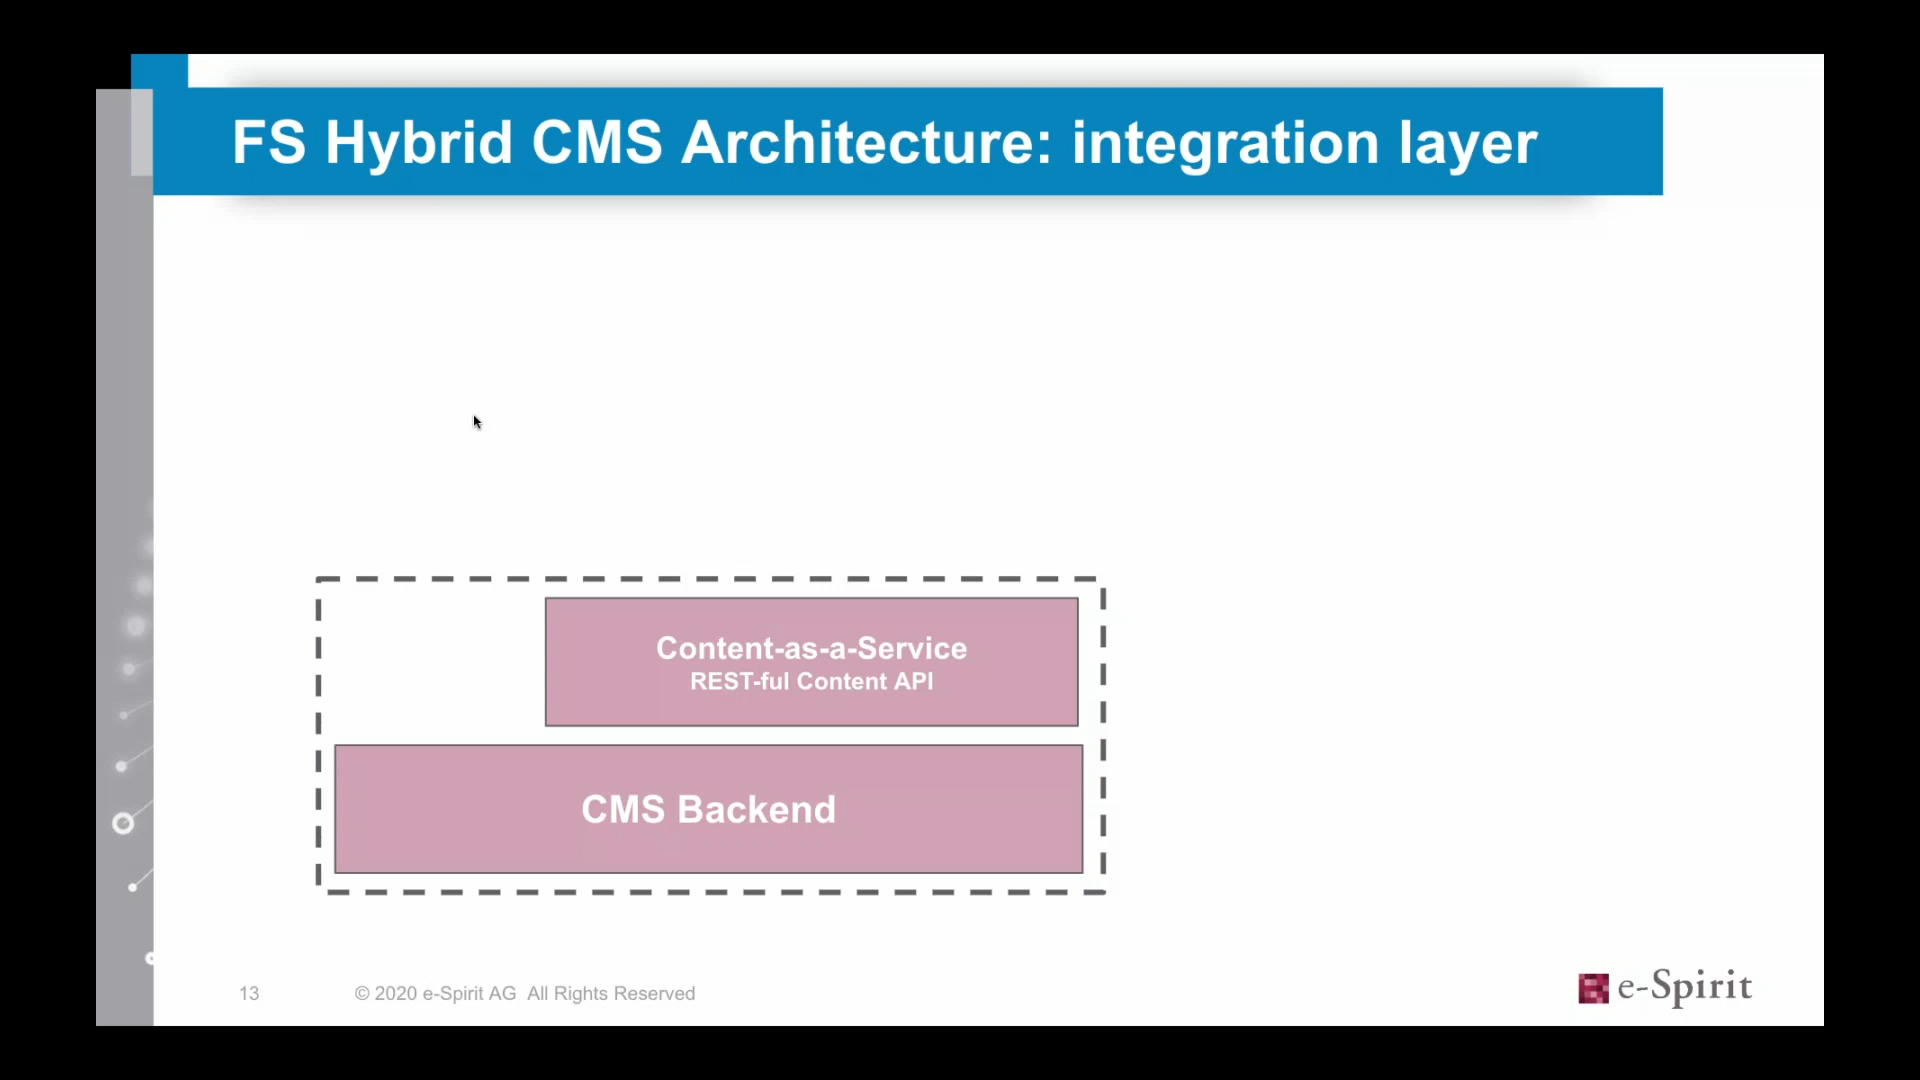 FS Hybrid CMS Architecture: integration layer
Content-as-a-Service
REST-ful Content API
CMS Backend
13 © 2020 e-Spirit AG All Rights Reserved
e-Spirit